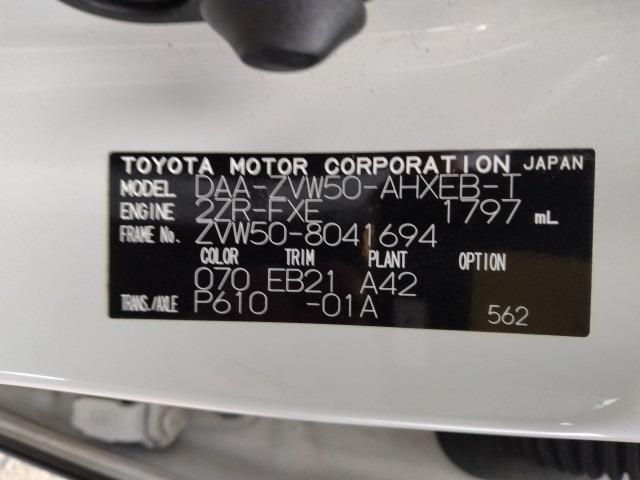 TOYOTA MOTOR CORPORATION JAPAN
MODEL DAA-ZVW50-AHXEB-T
ENGINE 2ZR-FXE 1797 mL
FRAME No. ZVW50-8041694
COLOR TRIM PLANT OPTION
070 EB21 A42
TRANS./AXLE P610 -01A 562